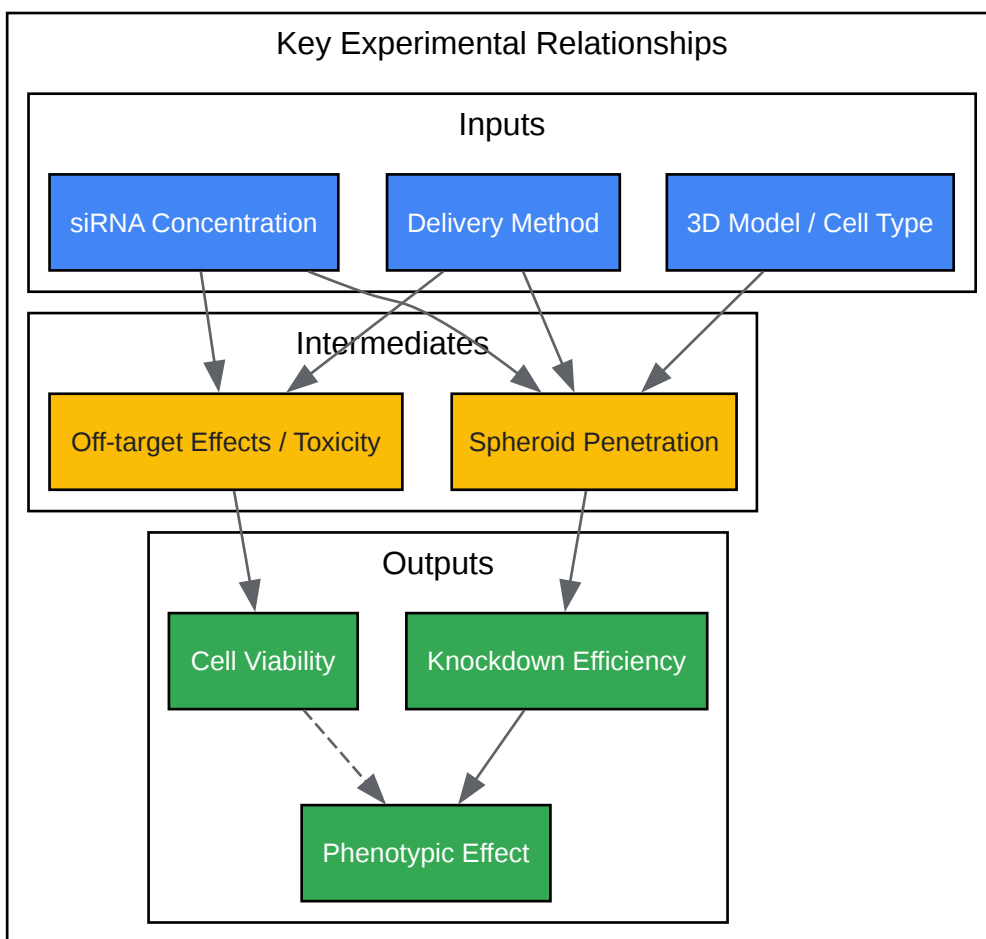 Key Experimental Relationships
Inputs
siRNA Concentration
Delivery Method
3D Model / Cell Type
Intermediates
Off-target Effects / Toxicity
Spheroid Penetration
Outputs
Cell Viability
Knockdown Efficiency
Phenotypic Effect